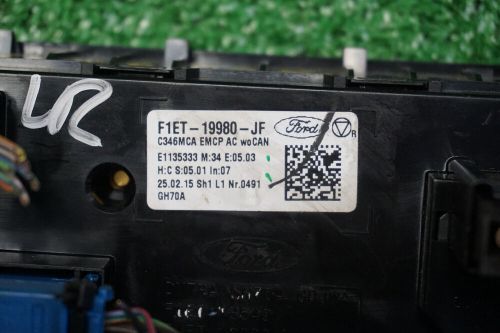 F1ET-19980-JF Ford R
C346MCA EMCP AC woCAN
E1135333 M:34 E:05.03
H:C S:05.01 In:07
25.02.15 Sh1 L1 Nr.0491
GH70A
Ford